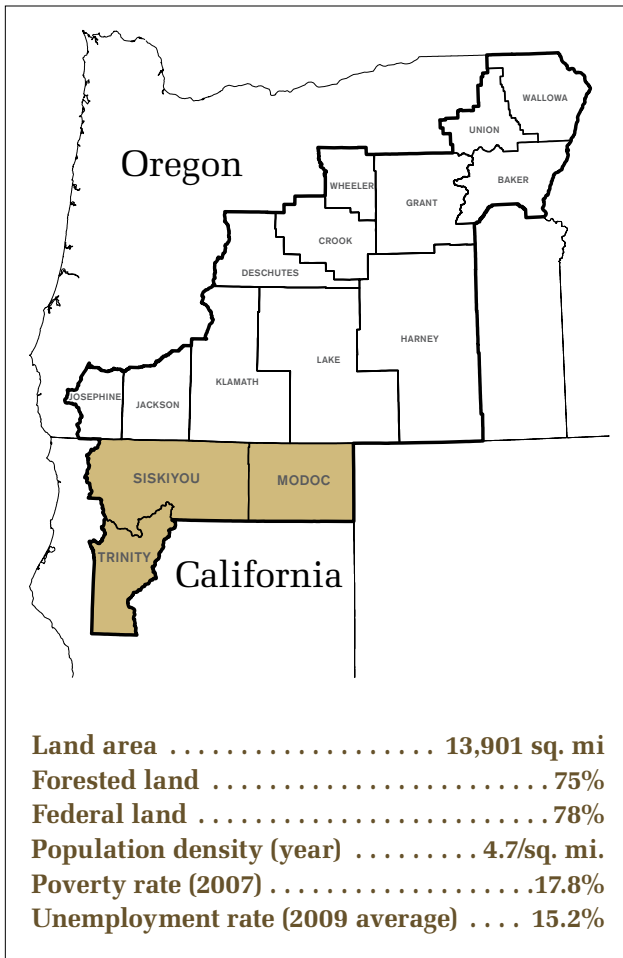 WALLOWA
UNION
Oregon
WHEELER
BAKER
GRANT
CROOK
DESCHUTES
HARNEY
LAKE
KLAMATH
JOSEPHINE
JACKSON
SISKIYOU
MODOC
TRINITY
California
Land area . . . . . . . . . . . . . . . . . . . 13,901 sq. mi
Forested land . . . . . . . . . . . . . . . . . . . . . . . . . . 75%
Federal land . . . . . . . . . . . . . . . . . . . . . . . . . . . 78%
Population density (year) . . . . . . . . . 4.7/sq. mi.
Poverty rate (2007) . . . . . . . . . . . . . . . . . . .17.8%
Unemployment rate (2009 average) . . . . 15.2%